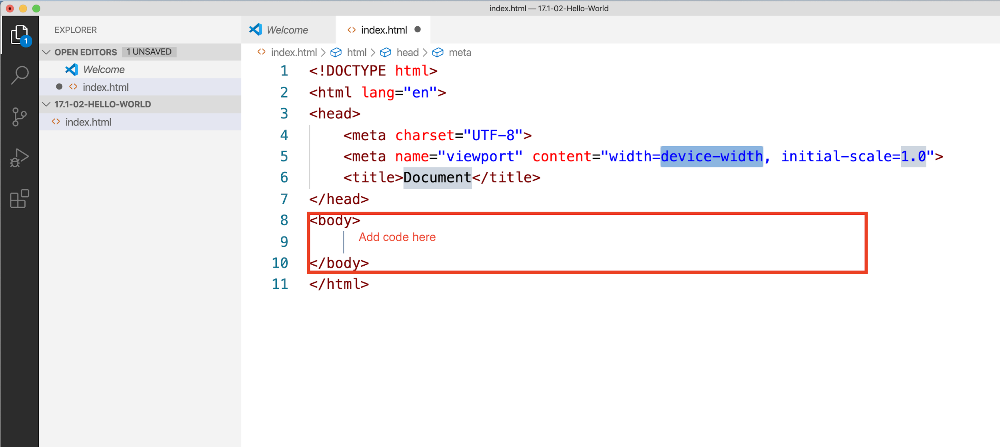 index.html — 17.1-02-Hello-World
EXPLORER
1
OPEN EDITORS 1 UNSAVED
Welcome
index.html
17.1-02-HELLO-WORLD
index.html
Welcome index.html
index.html > html > head > meta
1 <!DOCTYPE html>
2 <html lang="en">
3 <head>
4 <meta charset="UTF-8">
5 <meta name="viewport" content="width=device-width, initial-scale=1.0">
6 <title>Document</title>
7 </head>
8 <body>
9 Add code here
10 </body>
11 </html>